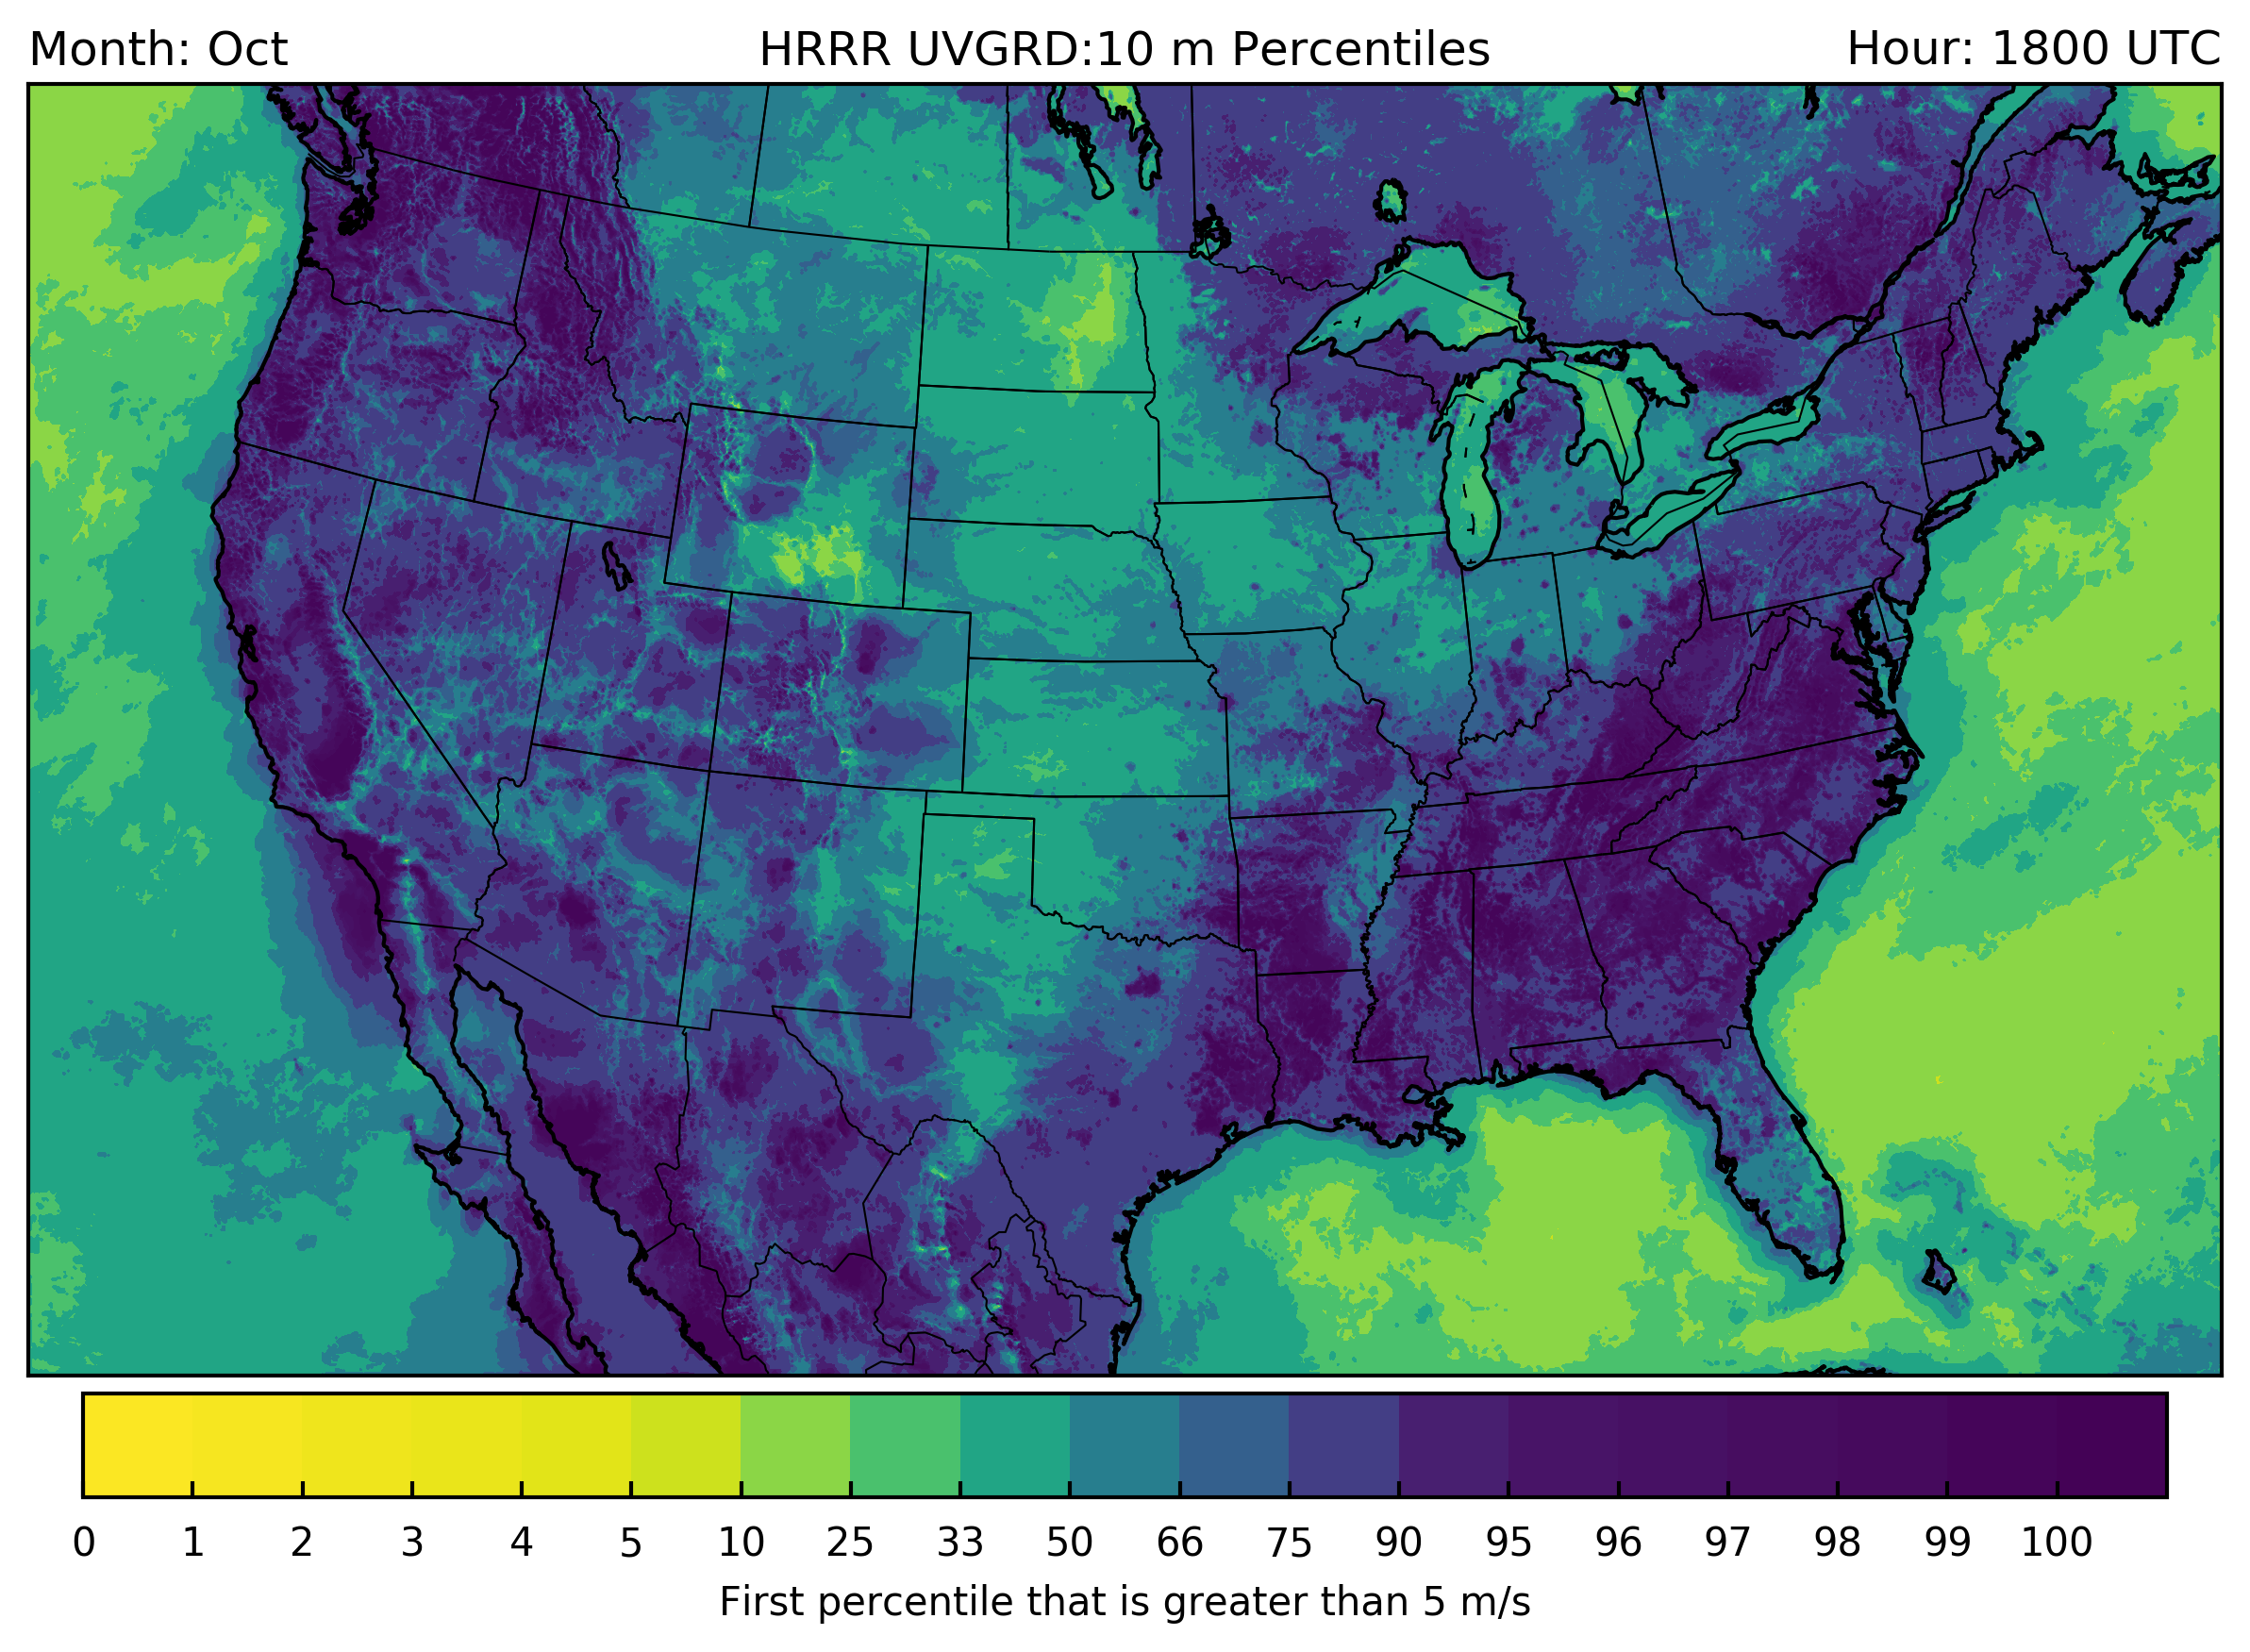 Month: Oct HRRR UVGRD:10 m Percentiles Hour: 1800 UTC
0 1 2 3 4 5 10 25 33 50 66 75 90 95 96 97 98 99 100
First percentile that is greater than 5 m/s